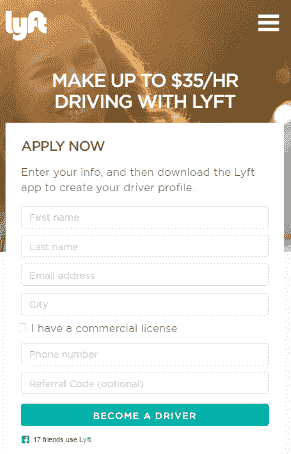 lyft
MAKE UP TO $35/HR
DRIVING WITH LYFT
APPLY NOW
Enter your info, and then download the Lyft
app to create your driver profile.
First name
Last name
Email address
City
I have a commercial license
Phone number
Referral Code (optional)
BECOME A DRIVER
17 friends use Lyft